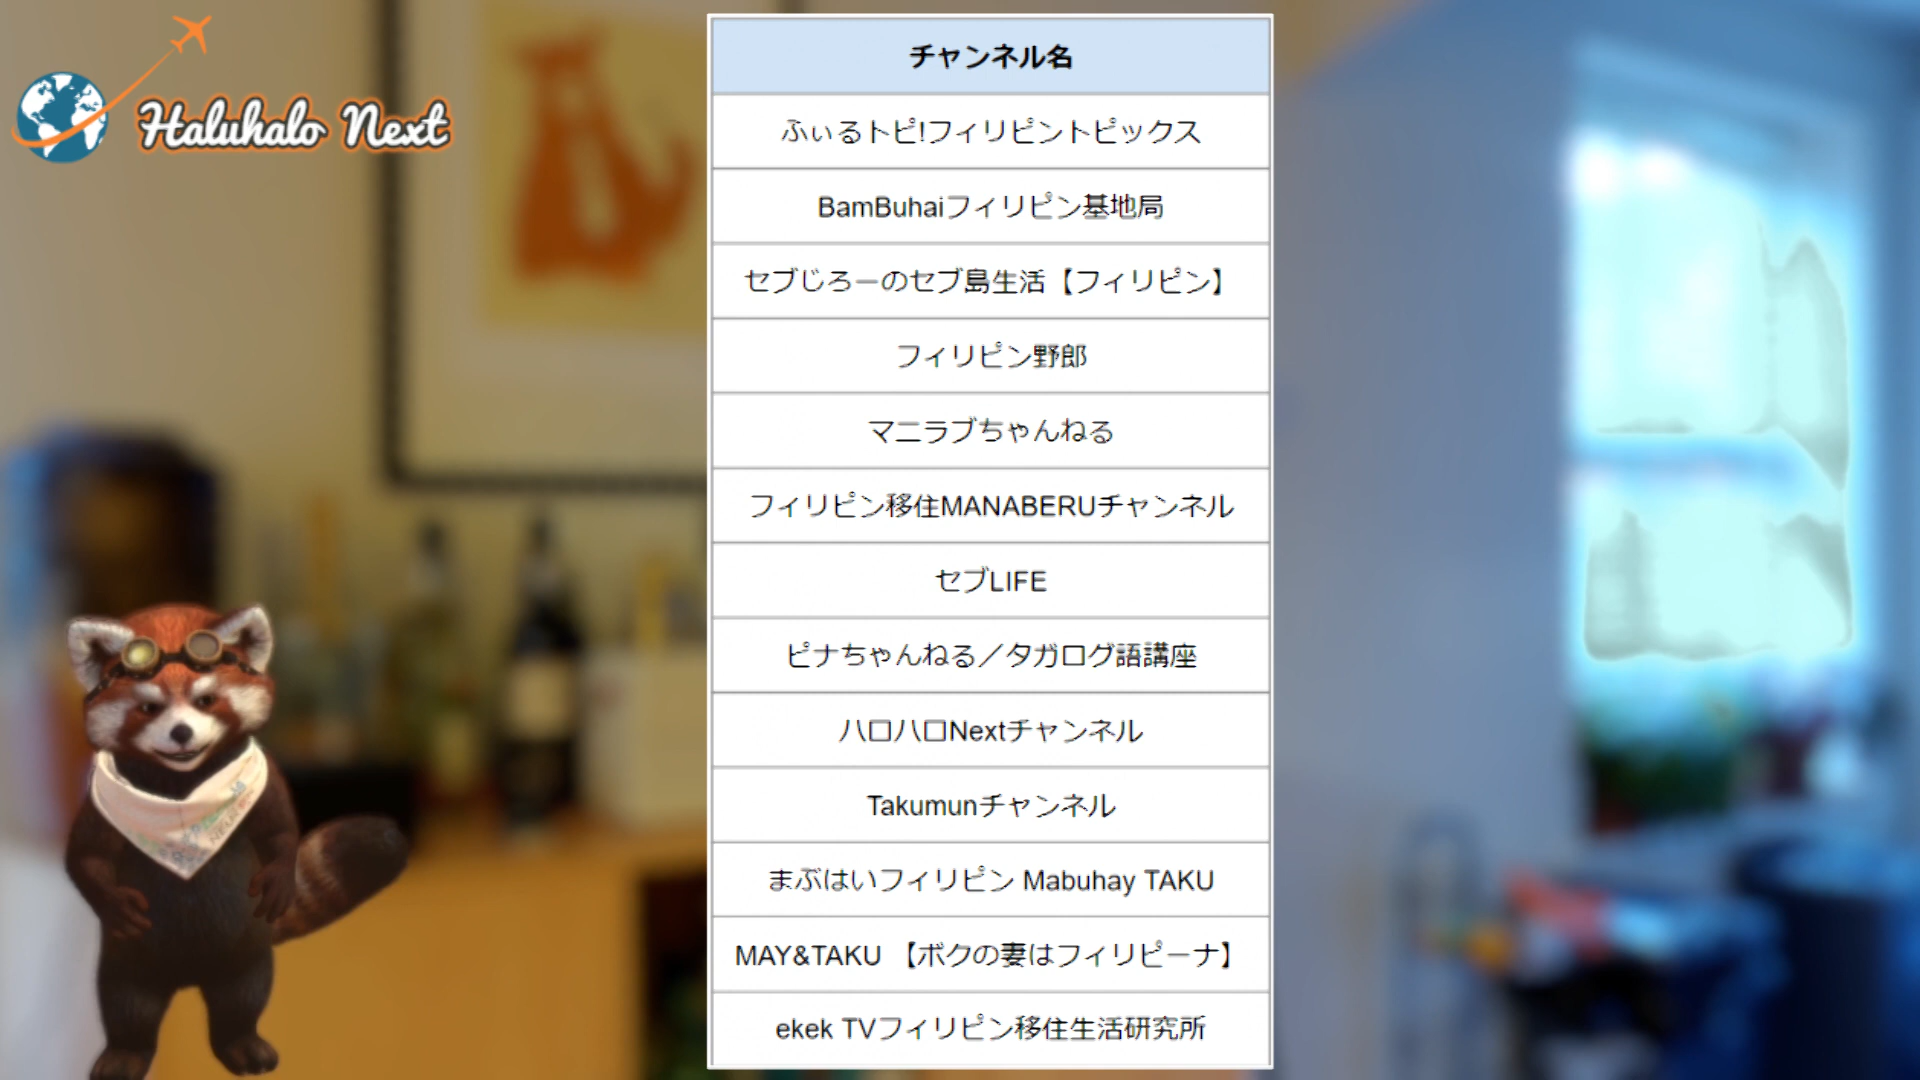 Haluhalo Next
チャンネル名
ふぃるトピ!フィリピントピックス
BamBuhaiフィリピン基地局
セブじろーのセブ島生活【フィリピン】
フィリピン野郎
マニラブちゃんねる
フィリピン移住MANABERUチャンネル
セブLIFE
ピナちゃんねる／タガログ語講座
ハロハロNextチャンネル
Takumunチャンネル
まぶはいフィリピン Mabuhay TAKU
MAY&TAKU 【ボクの妻はフィリピーナ】
ekek TVフィリピン移住生活研究所